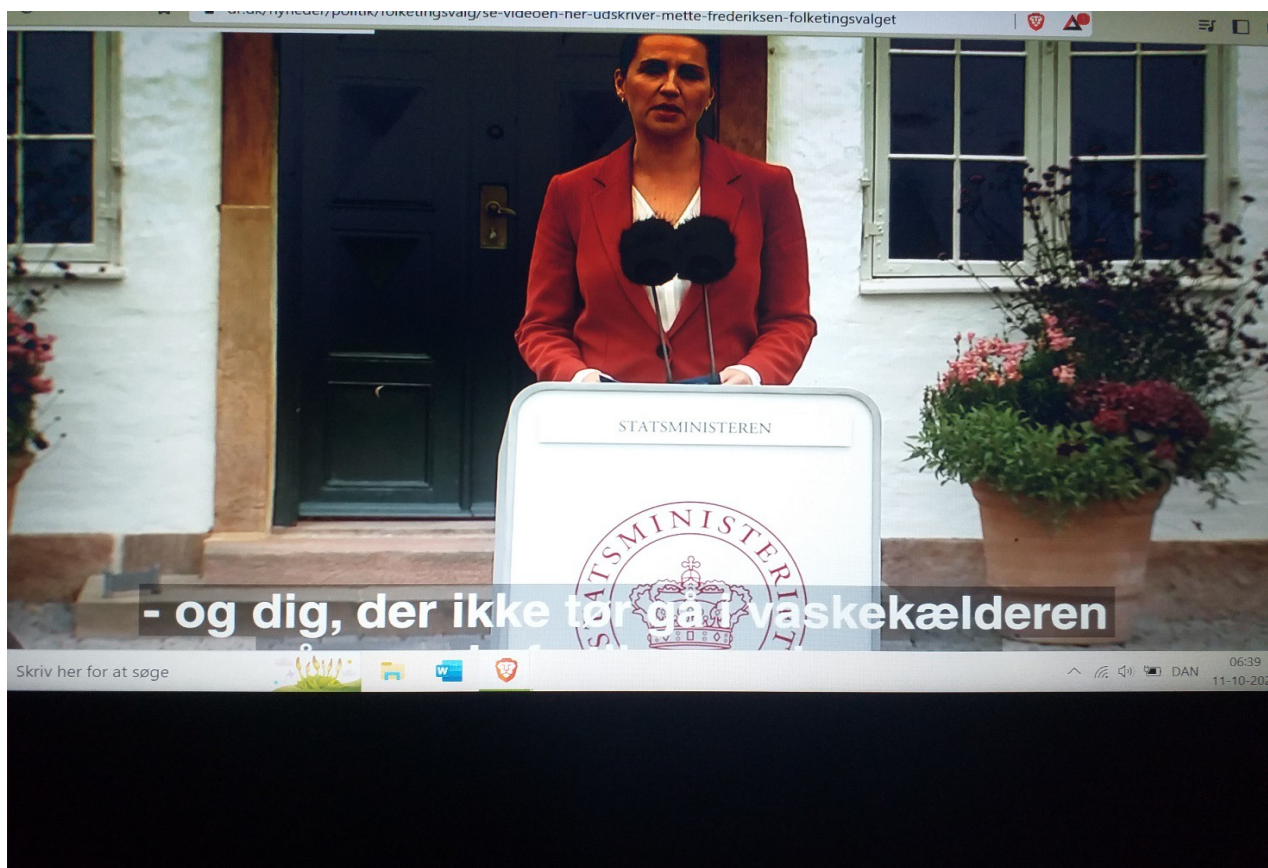 dr.dk/nyheder/politik/folketingsvalg/se-videoen-her-udskriver-mette-frederiksen-folketingsvalget
STATSMINISTEREN
STATSMINISTERIET
- og dig, der ikke tør gå i vaskekælderen
Skriv her for at søge
W
DAN
06:39
11-10-202